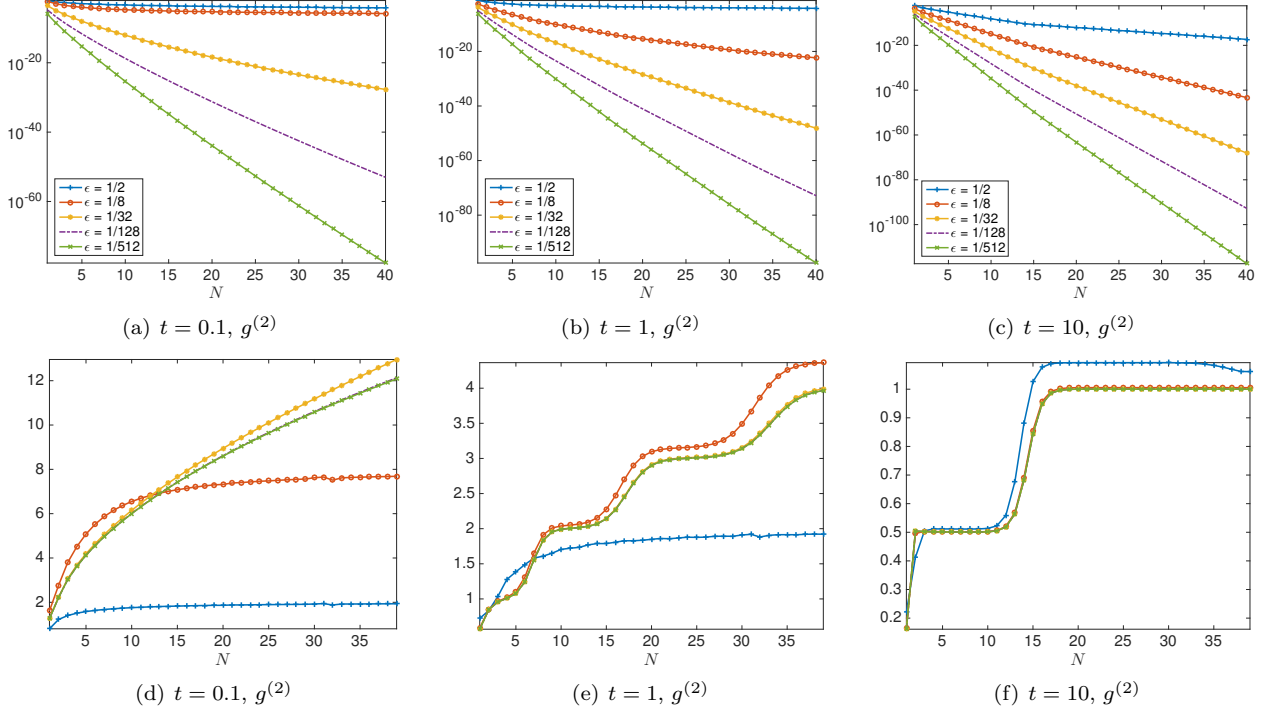 10^{-20}
10^{-40}
10^{-60}
ϵ = 1/2
ϵ = 1/8
ϵ = 1/32
ϵ = 1/128
ϵ = 1/512
5 10 15 20 25 30 35 40
N
(a) t = 0.1, g^{(2)}
10^{-20}
10^{-40}
10^{-60}
10^{-80}
ϵ = 1/2
ϵ = 1/8
ϵ = 1/32
ϵ = 1/128
ϵ = 1/512
5 10 15 20 25 30 35 40
N
(b) t = 1, g^{(2)}
10^{-20}
10^{-40}
10^{-60}
10^{-80}
10^{-100}
ϵ = 1/2
ϵ = 1/8
ϵ = 1/32
ϵ = 1/128
ϵ = 1/512
5 10 15 20 25 30 35 40
N
(c) t = 10, g^{(2)}
12
10
8
6
4
2
5 10 15 20 25 30 35
N
(d) t = 0.1, g^{(2)}
4
3.5
3
2.5
2
1.5
1
5 10 15 20 25 30 35
N
(e) t = 1, g^{(2)}
1
0.9
0.8
0.7
0.6
0.5
0.4
0.3
0.2
5 10 15 20 25 30 35
N
(f) t = 10, g^{(2)}